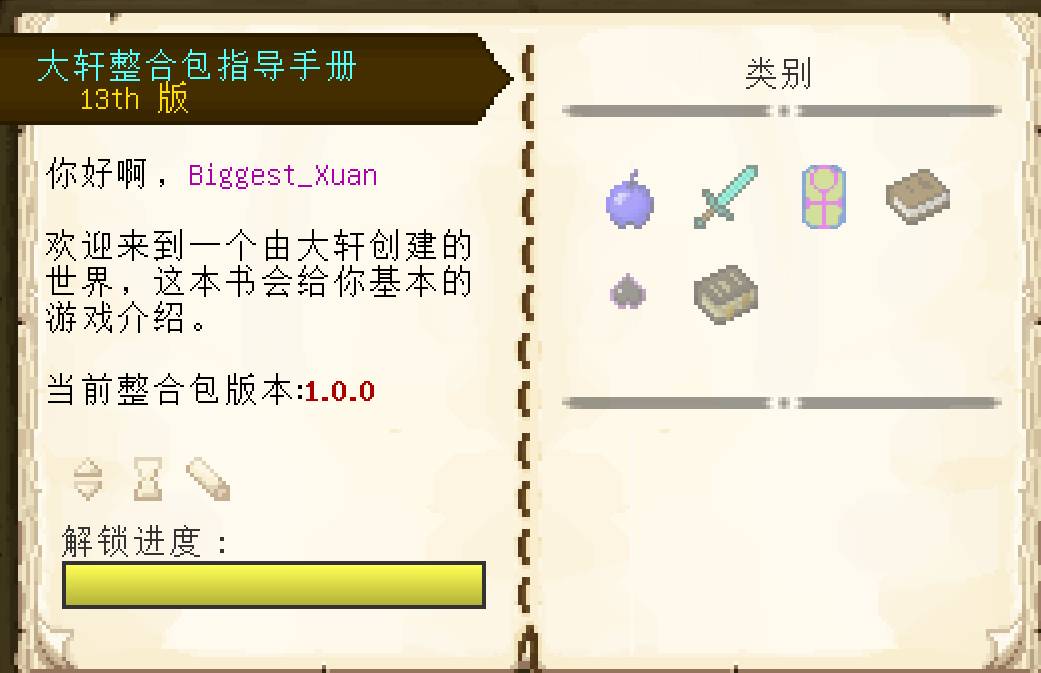 大轩整合包指导手册
13th 版
你好啊，Biggest_Xuan
欢迎来到一个由大轩创建的
世界，这本书会给你基本的
游戏介绍。
当前整合包版本:1.0.0
解锁进度：
类别